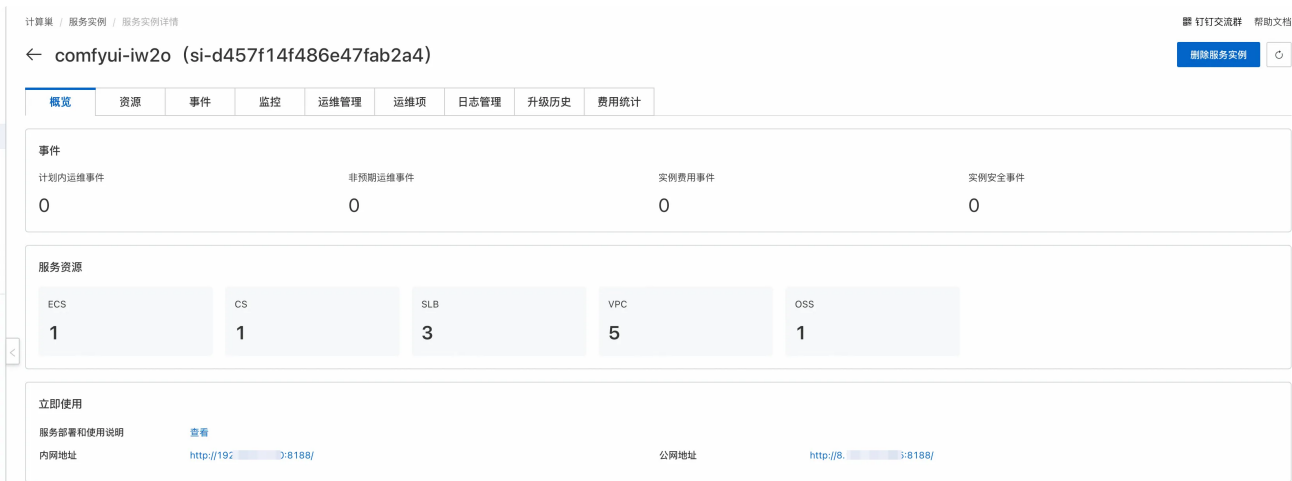 计算巢 / 服务实例 / 服务实例详情 钉钉交流群 帮助文档
← comfyui-iw2o（si-d457f14f486e47fab2a4） 删除服务实例
概览 资源 事件 监控 运维管理 运维项 日志管理 升级历史 费用统计
事件
计划内运维事件 非预期运维事件 实例费用事件 实例安全事件
0 0 0 0
服务资源
ECS CS SLB VPC OSS
1 1 3 5 1
立即使用
服务部署和使用说明 查看
内网地址 http://192 :8188/ 公网地址 http://8. :8188/